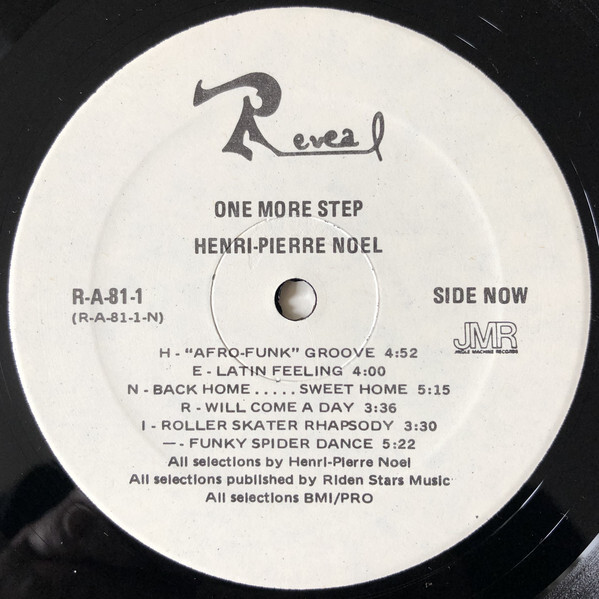 Reveal
ONE MORE STEP
HENRI-PIERRE NOEL
R-A-81-1
(R-A-81-1-N)
SIDE NOW
JMR
JINGLE MACHINE RECORDS
H - “AFRO-FUNK” GROOVE 4:52
E - LATIN FEELING 4:00
N - BACK HOME . . . . . SWEET HOME 5:15
R - WILL COME A DAY 3:36
I - ROLLER SKATER RHAPSODY 3:30
— - FUNKY SPIDER DANCE 5:22
All selections by Henri-Pierre Noel
All selections published by Riden Stars Music
All selections BMI/PRO